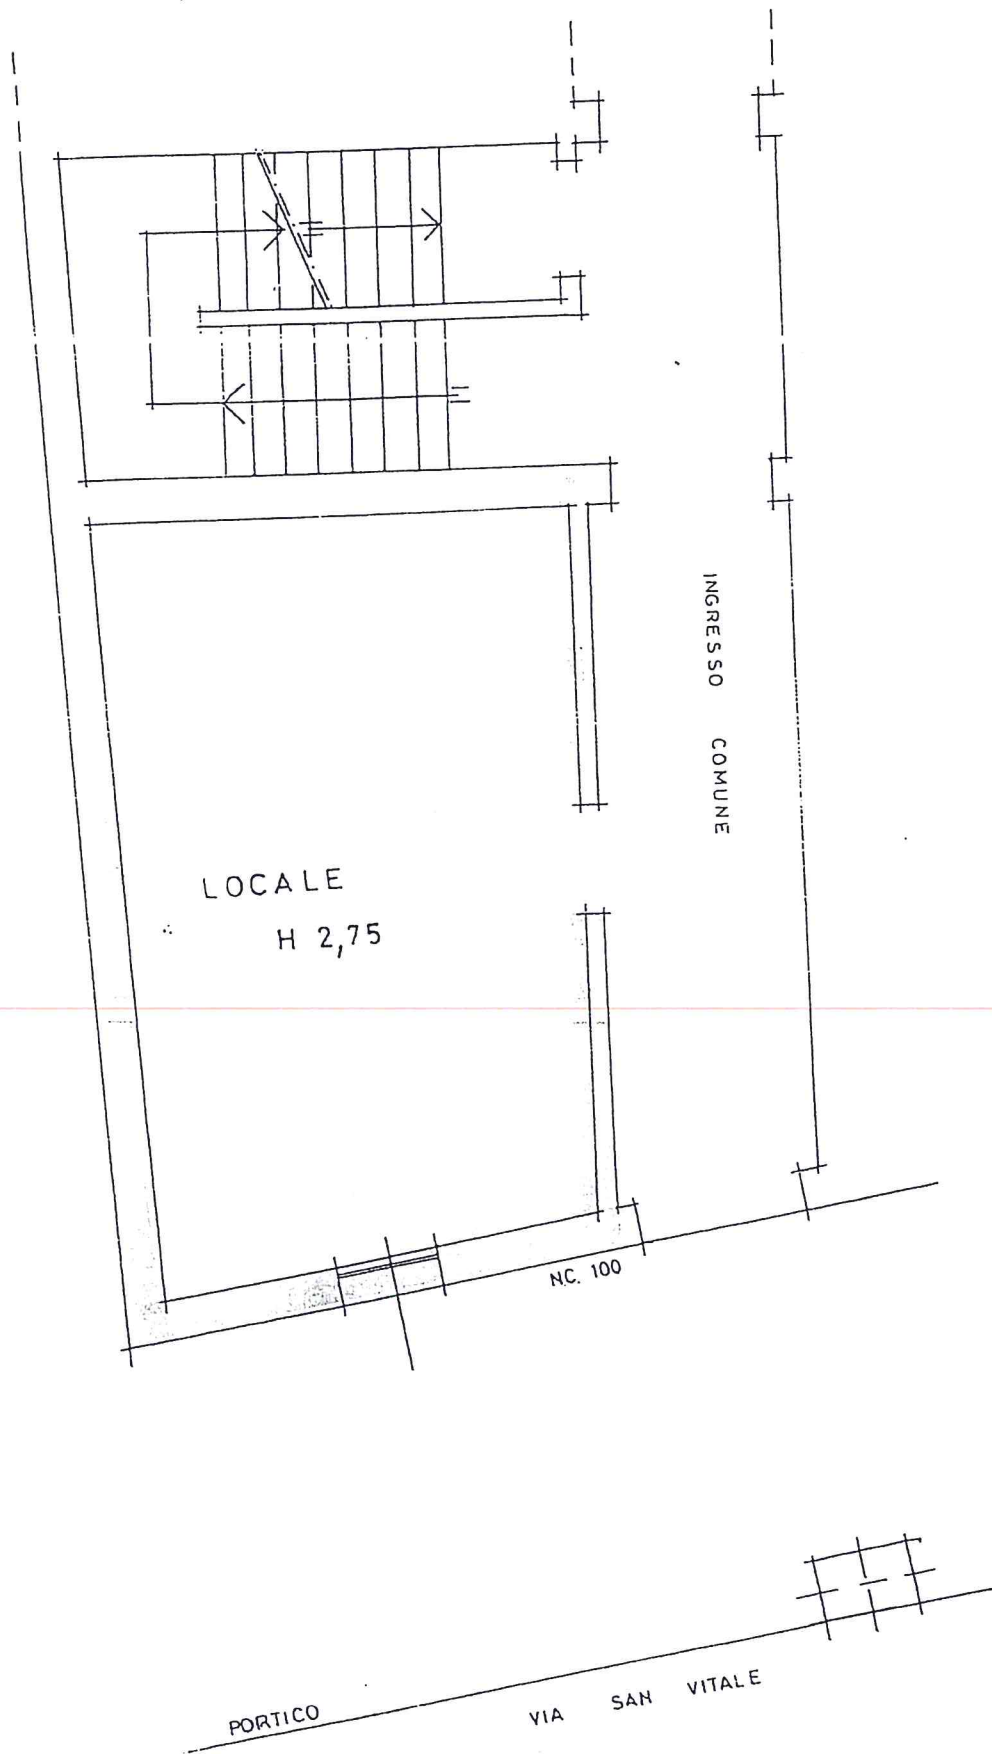 INGRESSO COMUNE
LOCALE
H 2,75
N.C. 100
PORTICO
VIA SAN VITALE